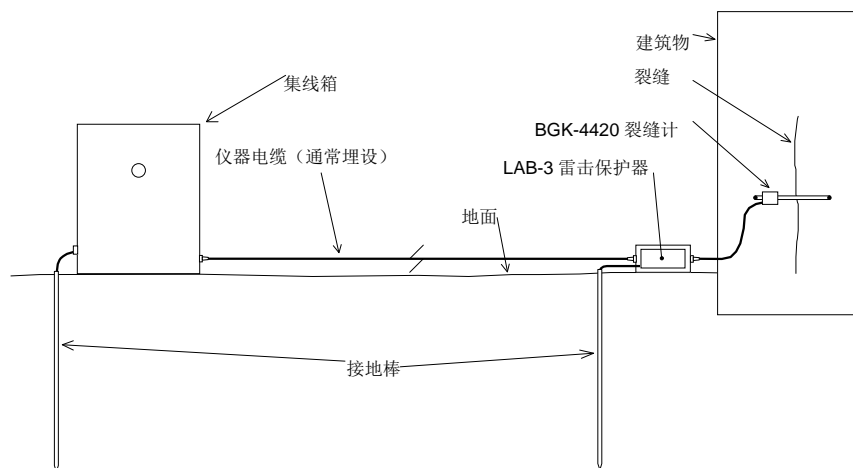 建筑物
裂缝
集线箱
BGK-4420 裂缝计
仪器电缆（通常埋设）
LAB-3 雷击保护器
地面
接地棒